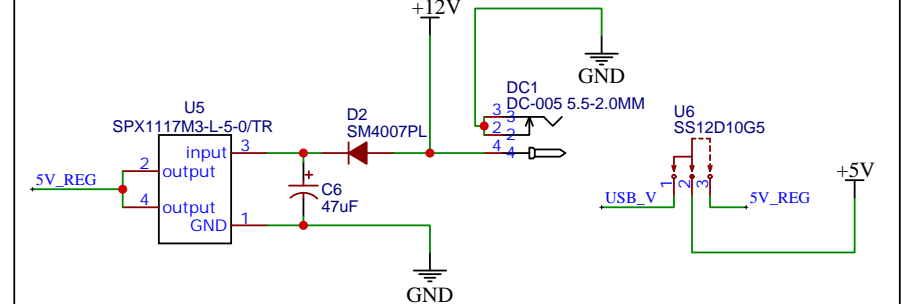 +12V
GND
DC1
DC-005 5.5-2.0MM
3
3
2
2
4
4
U5
SPX1117M3-L-5-0/TR
input
3
2
output
4
output
GND
1
5V_REG
D2
SM4007PL
+
C6
47uF
GND
U6
SS12D10G5
1
2
3
USB_V
5V_REG
+5V